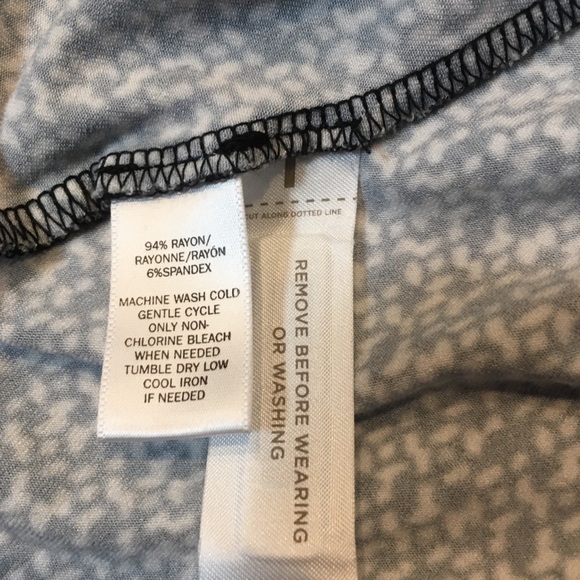 94% RAYON/
RAYONNE/RAYÓN
6%SPANDEX
MACHINE WASH COLD
GENTLE CYCLE
ONLY NON-
CHLORINE BLEACH
WHEN NEEDED
TUMBLE DRY LOW
COOL IRON
IF NEEDED
CUT ALONG DOTTED LINE
REMOVE BEFORE WEARING
OR WASHING